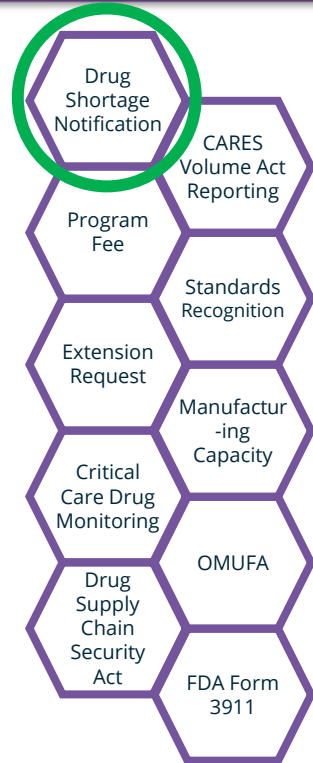 Drug
Shortage
Notification
CARES
Volume Act
Reporting
Program
Fee
Standards
Recognition
Extension
Request
Manufactur
-ing
Capacity
Critical
Care Drug
Monitoring
OMUFA
Drug
Supply
Chain
Security
Act
FDA Form
3911